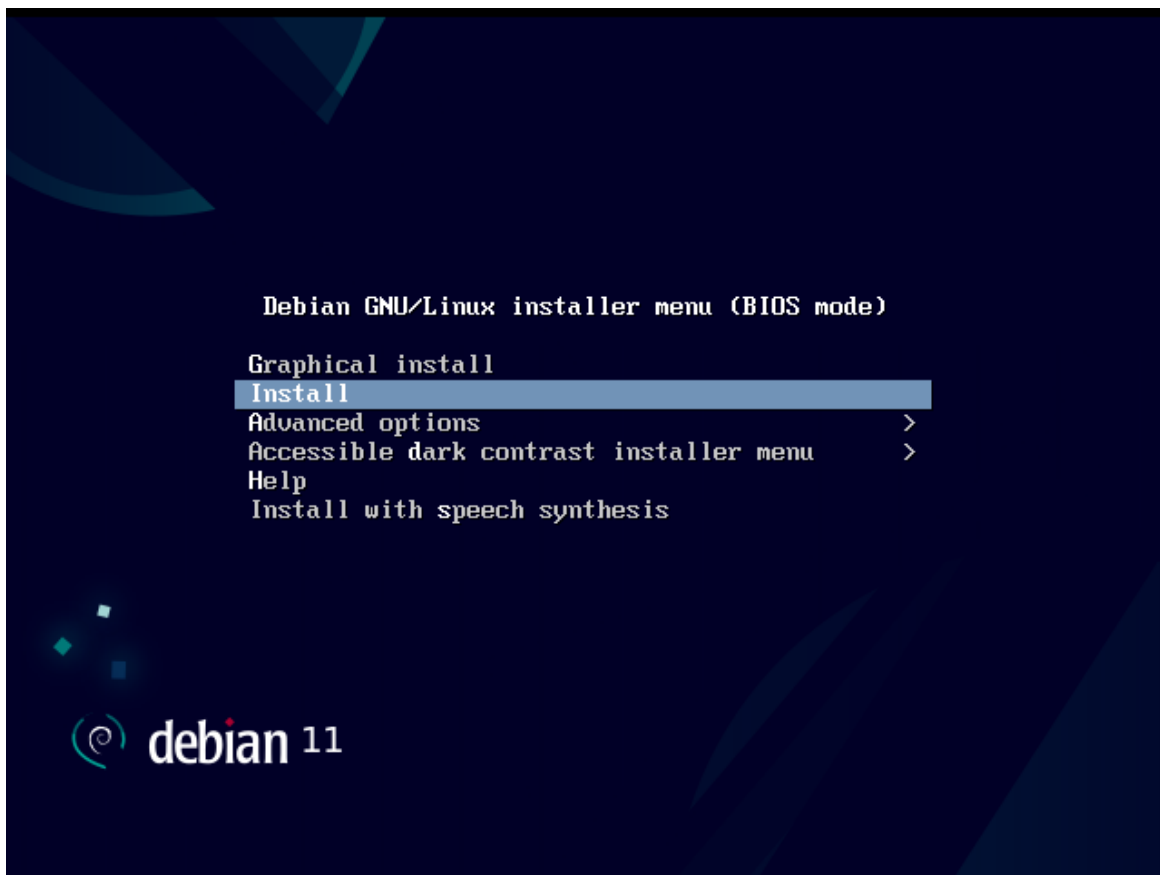 Debian GNU/Linux installer menu (BIOS mode)
Graphical install
Install
Advanced options >
Accessible dark contrast installer menu >
Help
Install with speech synthesis
debian 11